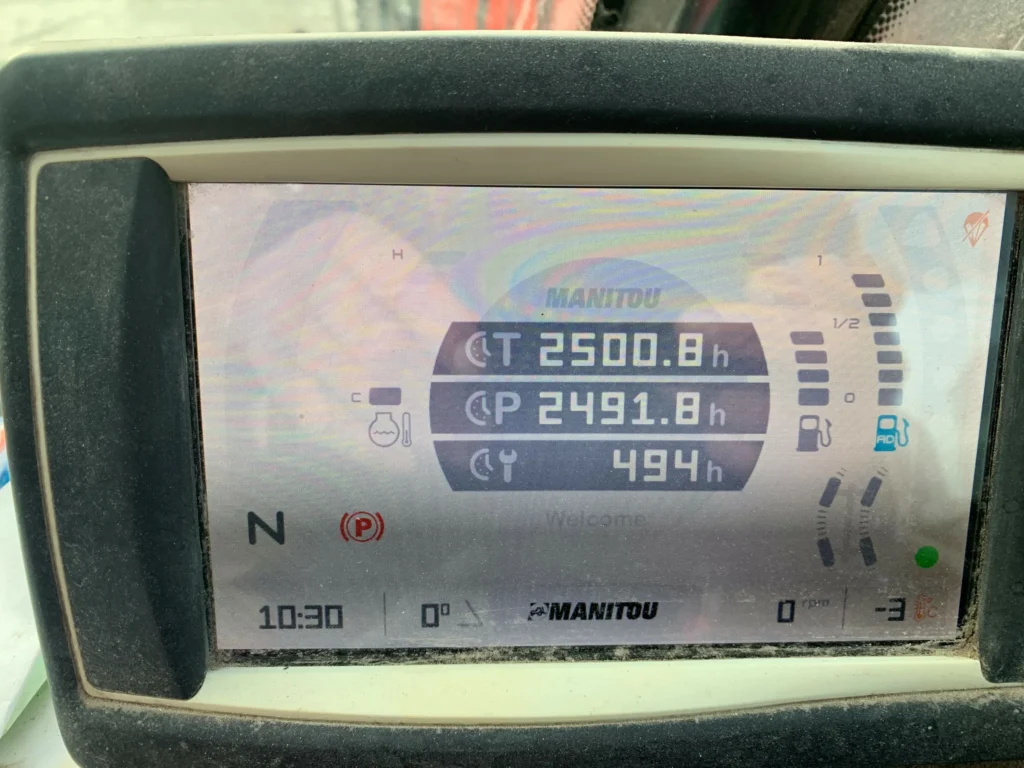 H
1
MANITOU
1/2
T 2500.8 h
C
0
P 2491.8 h
AD
494 h
N
P
Welcome
10:30
0°
MANITOU
0 rpm
-3 °C